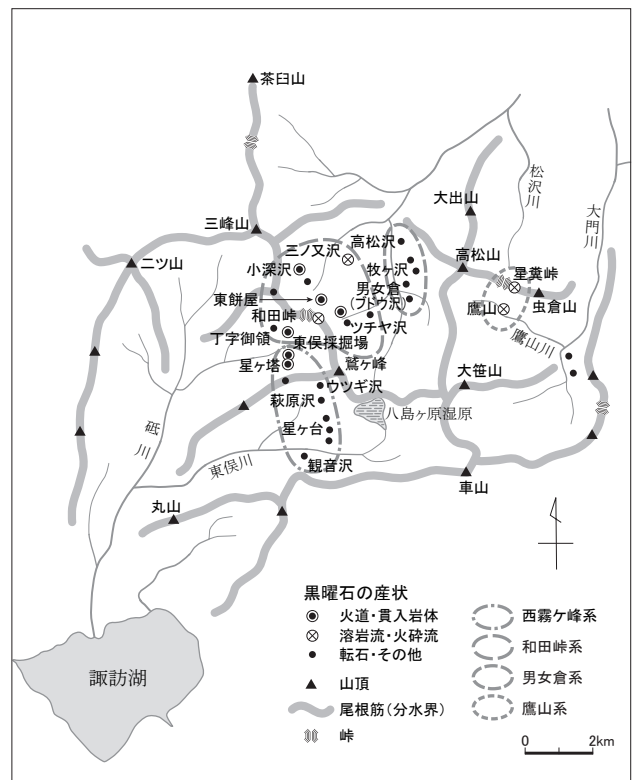 茶臼山
三峰山
二ツ山
三ノ又沢
高松沢
大出山
松沢川
大門川
小深沢
牧ヶ沢
高松山
星糞峠
東餅屋
男女倉
(ブドウ沢)
鷹山
虫倉山
和田峠
ツチヤ沢
鷹山川
丁字御領
東俣採掘場
星ヶ塔
鷲ヶ峰
大笹山
ウツギ沢
萩原沢
八島ヶ原湿原
砥川
星ヶ台
東俣川
観音沢
車山
丸山
諏訪湖
黒曜石の産状
火道・貫入岩体
溶岩流・火砕流
転石・その他
山頂
尾根筋(分水界)
峠
西霧ケ峰系
和田峠系
男女倉系
鷹山系
0 2km